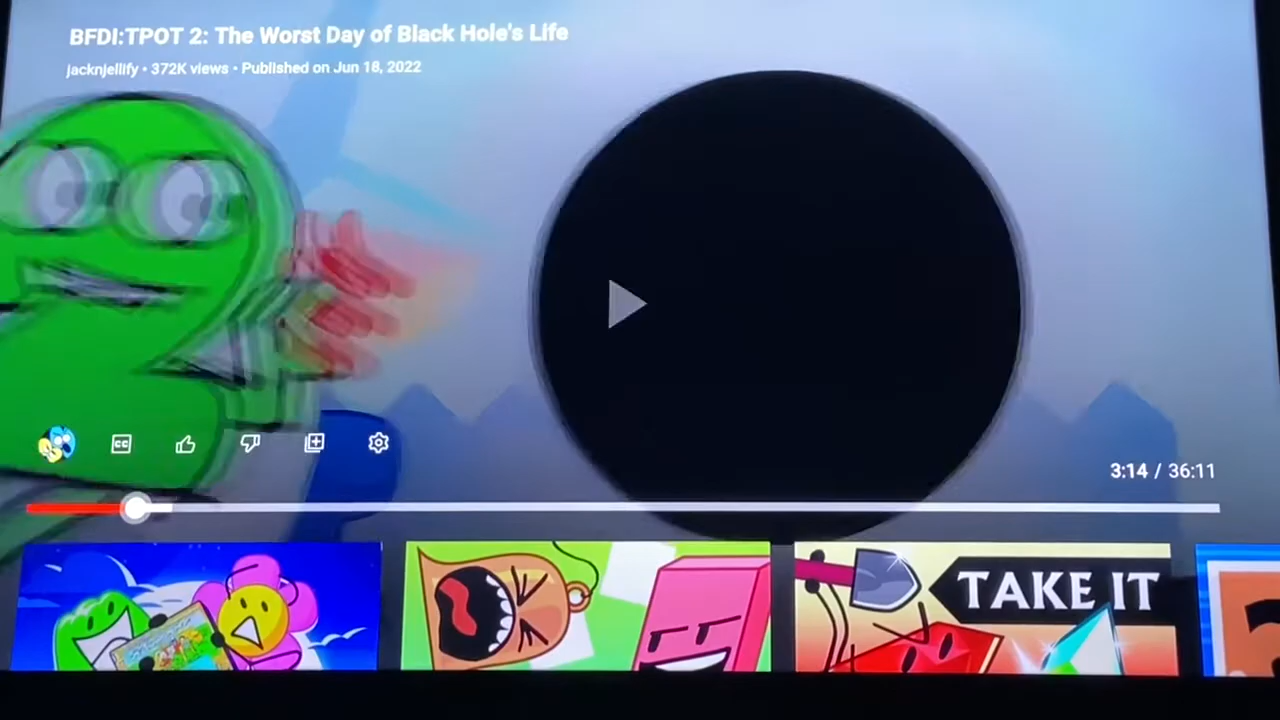 BFDI:TPOT 2: The Worst Day of Black Hole's Life
jacknjellify • 372K views • Published on Jun 18, 2022
CC
3:14 / 36:11
TAKE IT